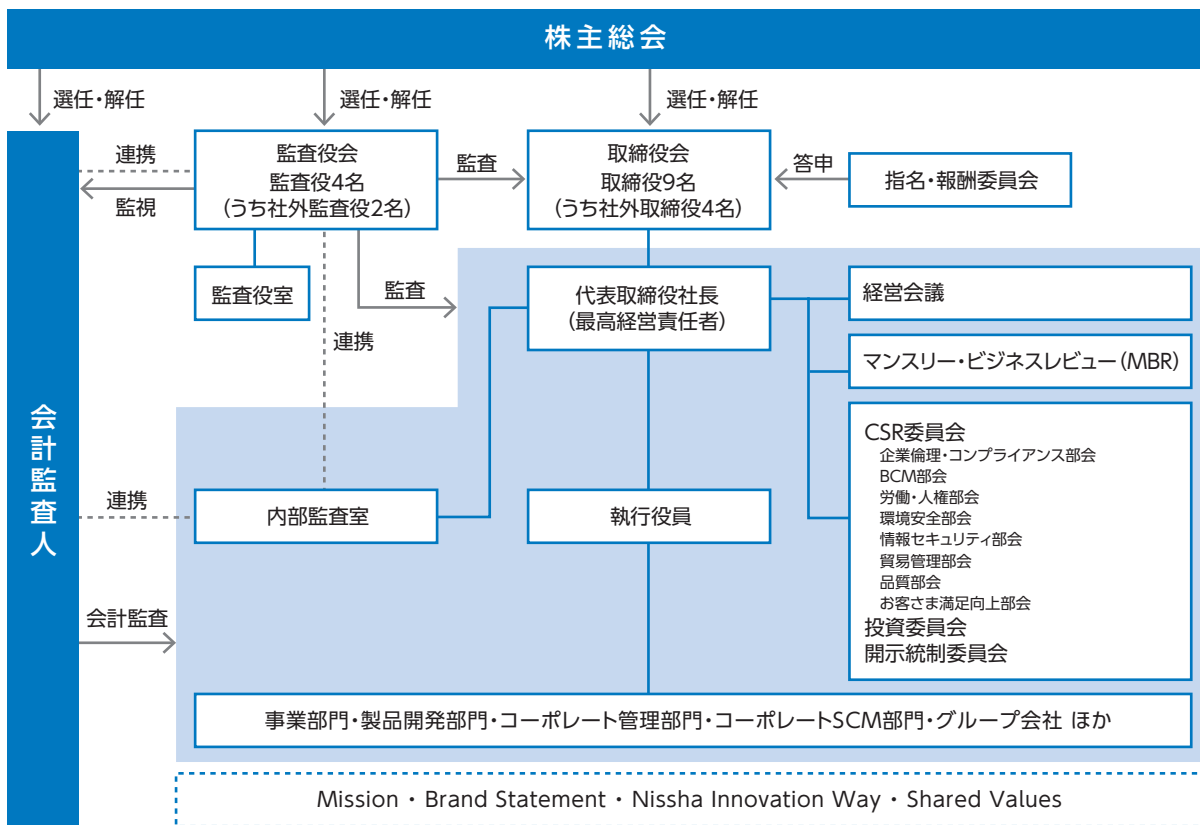 株主総会
選任・解任
選任・解任
選任・解任
連携
監視
監査役会
監査役4名
(うち社外監査役2名)
監査
取締役会
取締役9名
(うち社外取締役4名)
答申
指名・報酬委員会
監査役室
監査
連携
代表取締役社長
(最高経営責任者)
経営会議
マンスリー・ビジネスレビュー(MBR)
CSR委員会
企業倫理・コンプライアンス部会
BCM部会
労働・人権部会
環境安全部会
情報セキュリティ部会
貿易管理部会
品質部会
お客さま満足向上部会
投資委員会
開示統制委員会
会計監査人
連携
内部監査室
執行役員
会計監査
事業部門・製品開発部門・コーポレート管理部門・コーポレートSCM部門・グループ会社 ほか
Mission・Brand Statement・Nissha Innovation Way・Shared Values